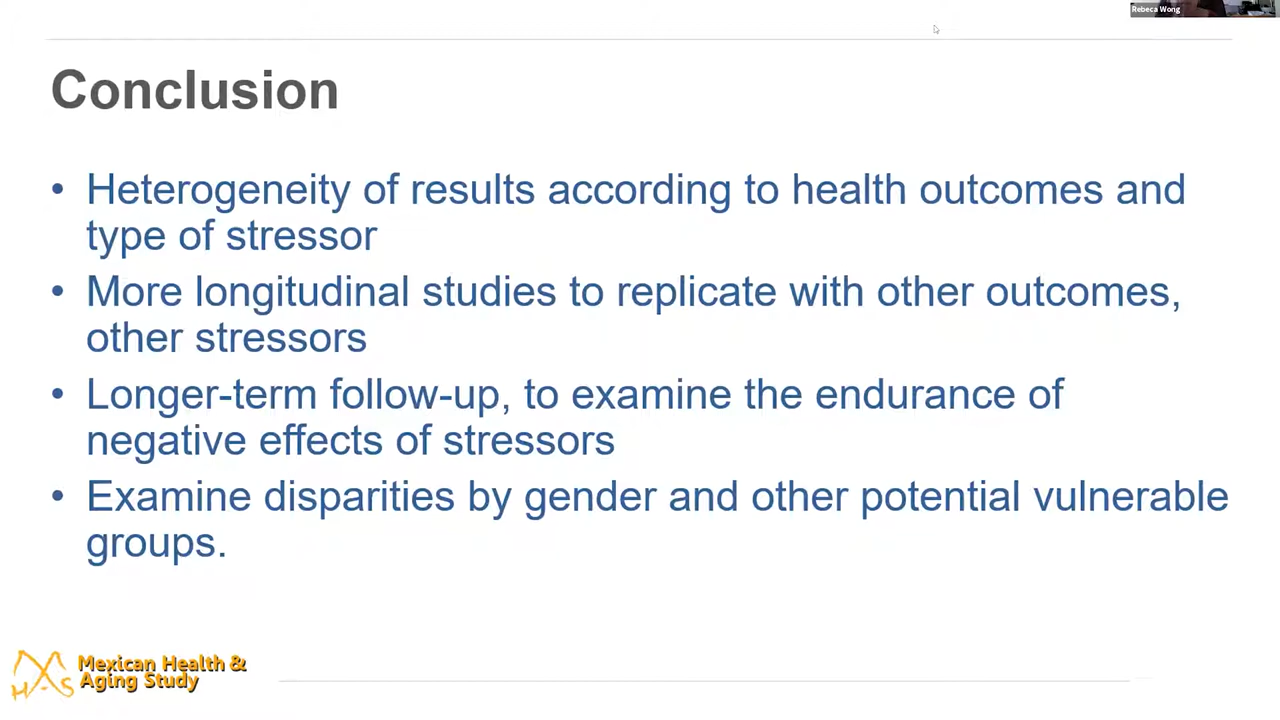 Rebeca Wong
Conclusion
• Heterogeneity of results according to health outcomes and
type of stressor
• More longitudinal studies to replicate with other outcomes,
other stressors
• Longer-term follow-up, to examine the endurance of
negative effects of stressors
• Examine disparities by gender and other potential vulnerable
groups.
Mexican Health &
Aging Study